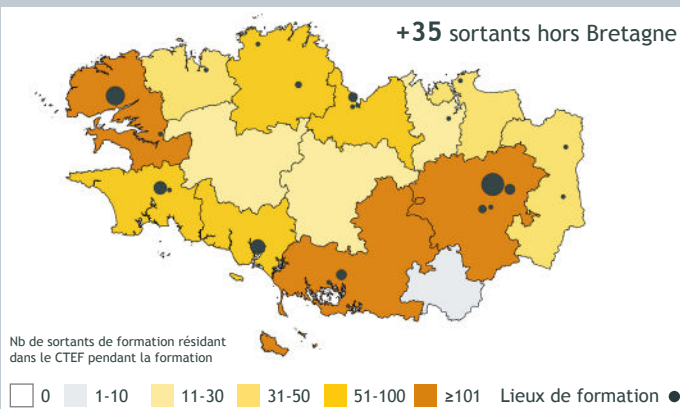 +35 sortants hors Bretagne
Nb de sortants de formation résidant
dans le CTEF pendant la formation
0 1-10 11-30 31-50 51-100 ≥101 Lieux de formation